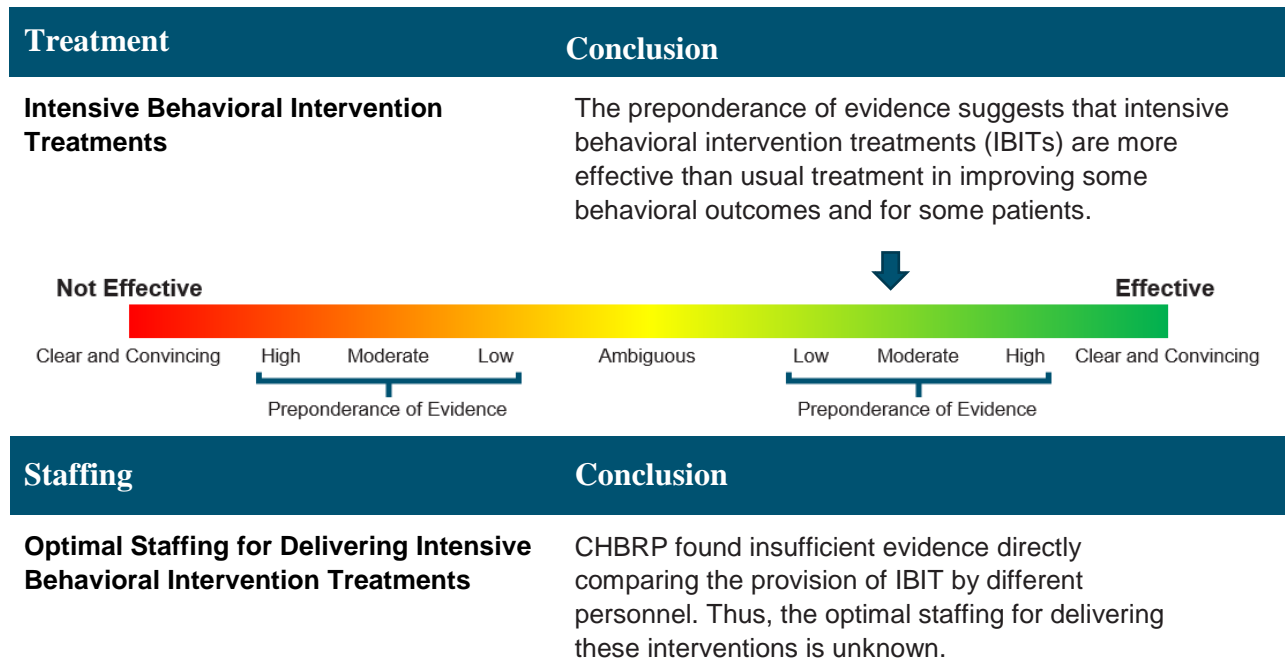 Treatment Conclusion
Intensive Behavioral Intervention
Treatments
The preponderance of evidence suggests that intensive
behavioral intervention treatments (IBITs) are more
effective than usual treatment in improving some
behavioral outcomes and for some patients.
Not Effective Effective
Clear and Convincing High Moderate Low Ambiguous Low Moderate High Clear and Convincing
Preponderance of Evidence Preponderance of Evidence
Staffing Conclusion
Optimal Staffing for Delivering Intensive
Behavioral Intervention Treatments
CHBRP found insufficient evidence directly
comparing the provision of IBIT by different
personnel. Thus, the optimal staffing for delivering
these interventions is unknown.